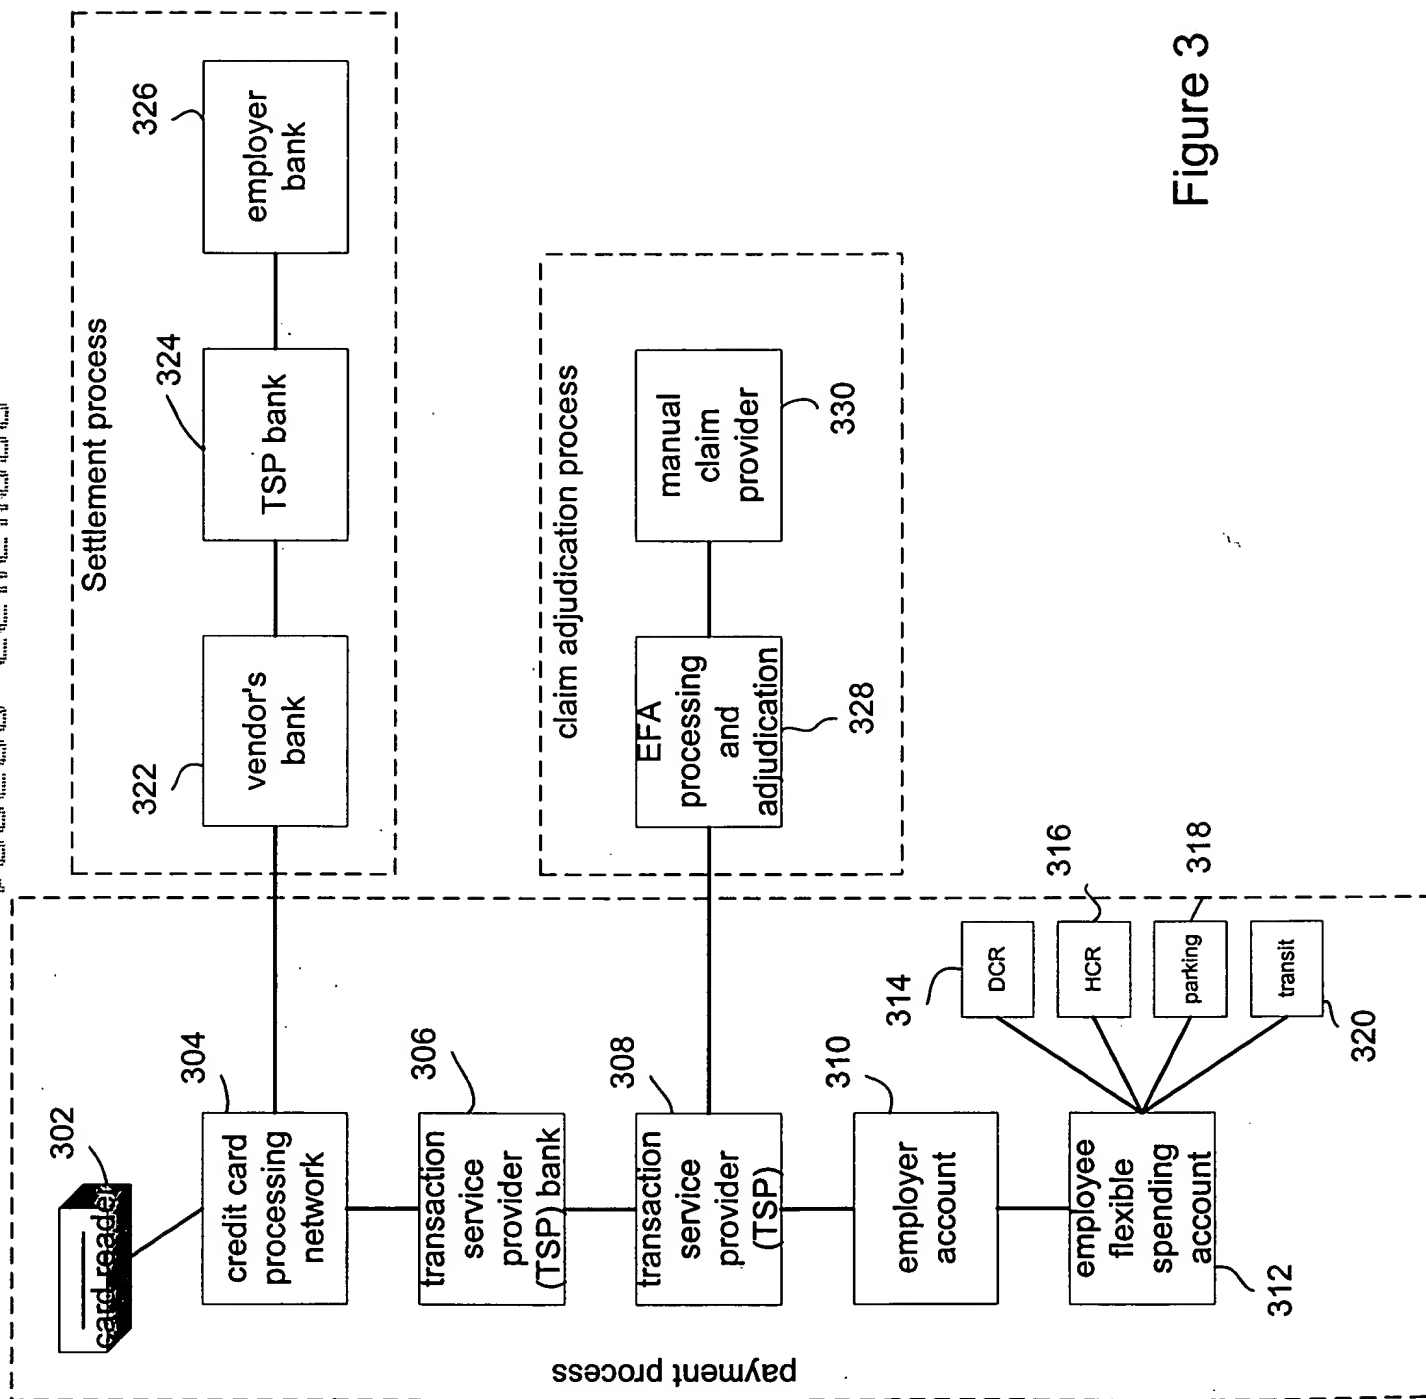 302
card reader
304
credit card
processing
network
306
transaction
service
provider
(TSP) bank
308
transaction
service
provider
(TSP)
310
employer
account
312
employee
flexible
spending
account
314
DCR
316
HCR
318
parking
320
transit
payment process
Settlement process
322
vendor's
bank
324
TSP bank
326
employer
bank
claim adjudication process
EFA
processing
and
adjudication
328
manual
claim
provider
330
Figure 3